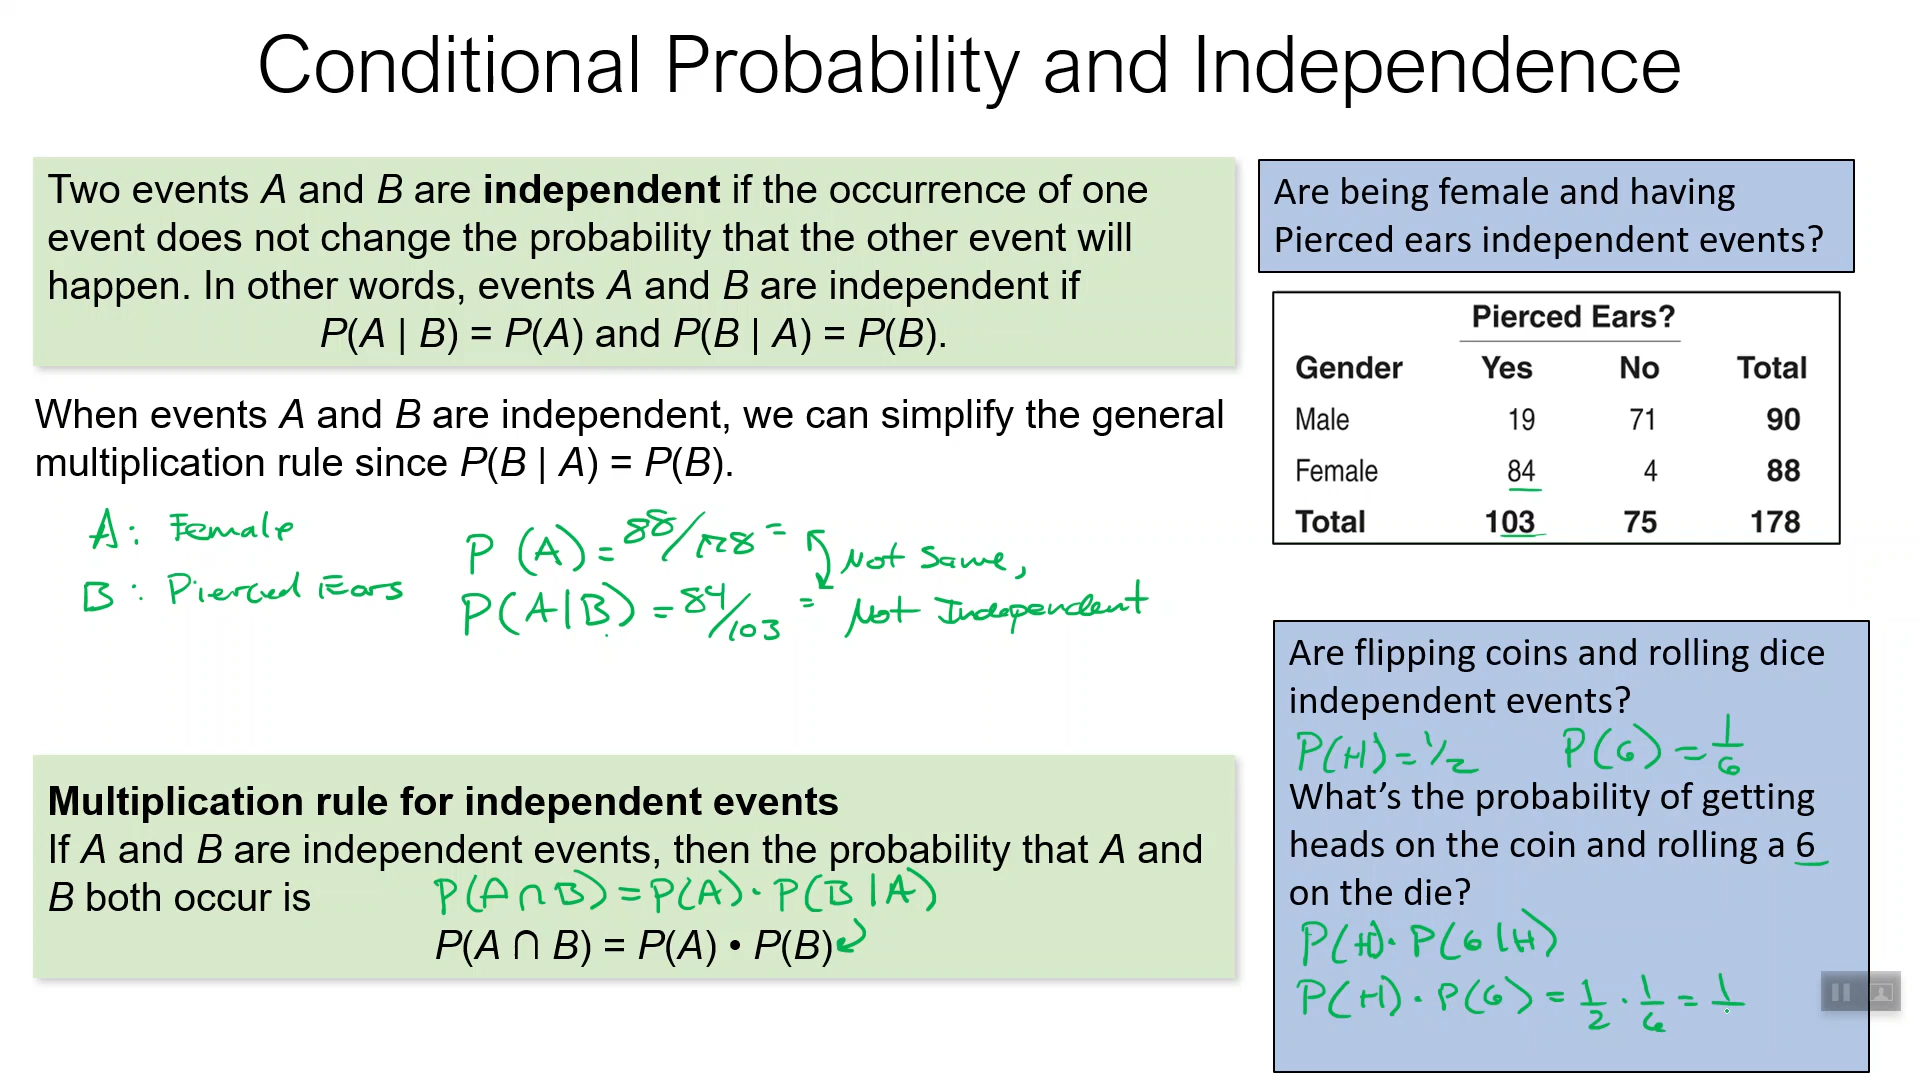 Conditional Probability and Independence
Two events A and B are independent if the occurrence of one
event does not change the probability that the other event will
happen. In other words, events A and B are independent if
P(A | B) = P(A) and P(B | A) = P(B).
When events A and B are independent, we can simplify the general
multiplication rule since P(B | A) = P(B).
A: Female
B: Pierced Ears
P(A) = 88/178 =
P(A|B) = 84/103 =
Not Same,
Not Independent
Multiplication rule for independent events
If A and B are independent events, then the probability that A and
B both occur is
P(A ∩ B) = P(A) · P(B | A)
P(A ∩ B) = P(A) • P(B)
Are being female and having
Pierced ears independent events?
Pierced Ears?
Gender Yes No Total
Male 19 71 90
Female 84 4 88
Total 103 75 178
Are flipping coins and rolling dice
independent events?
P(H) = 1/2 P(6) = 1/6
What's the probability of getting
heads on the coin and rolling a 6
on the die?
P(H) · P(6 | H)
P(H) · P(6) = 1/2 · 1/6 = 1/